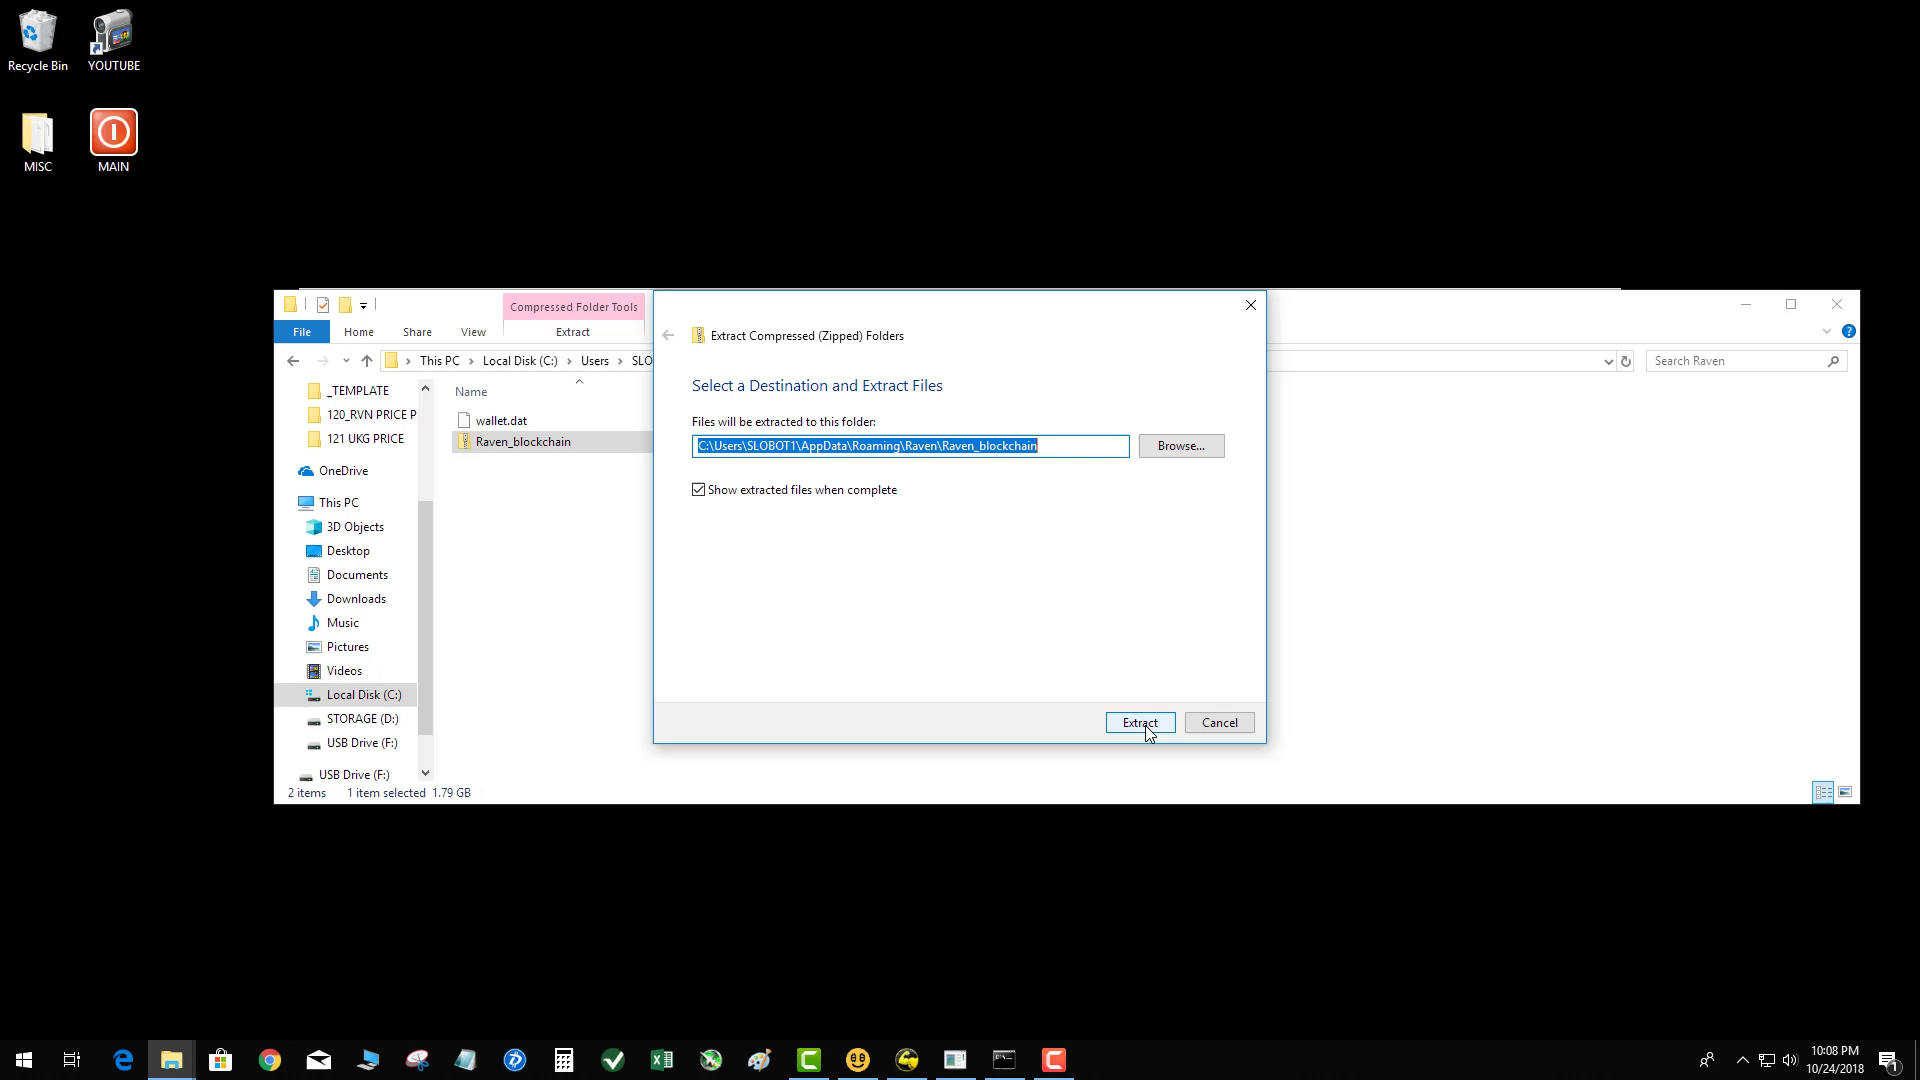 Recycle Bin
YOUTUBE
MISC
MAIN
Compressed Folder Tools
File
Home
Share
View
Extract
This PC
Local Disk (C:)
Users
SLO
Search Raven
_TEMPLATE
120_RVN PRICE P
121 UKG PRICE
OneDrive
This PC
3D Objects
Desktop
Documents
Downloads
Music
Pictures
Videos
Local Disk (C:)
STORAGE (D:)
USB Drive (F:)
USB Drive (F:)
Name
wallet.dat
Raven_blockchain
2 items
1 item selected 1.79 GB
Extract Compressed (Zipped) Folders
Select a Destination and Extract Files
Files will be extracted to this folder:
C:\Users\SLOBOT1\AppData\Roaming\Raven\Raven_blockchain
Browse...
Show extracted files when complete
Extract
Cancel
10:08 PM
10/24/2018
1